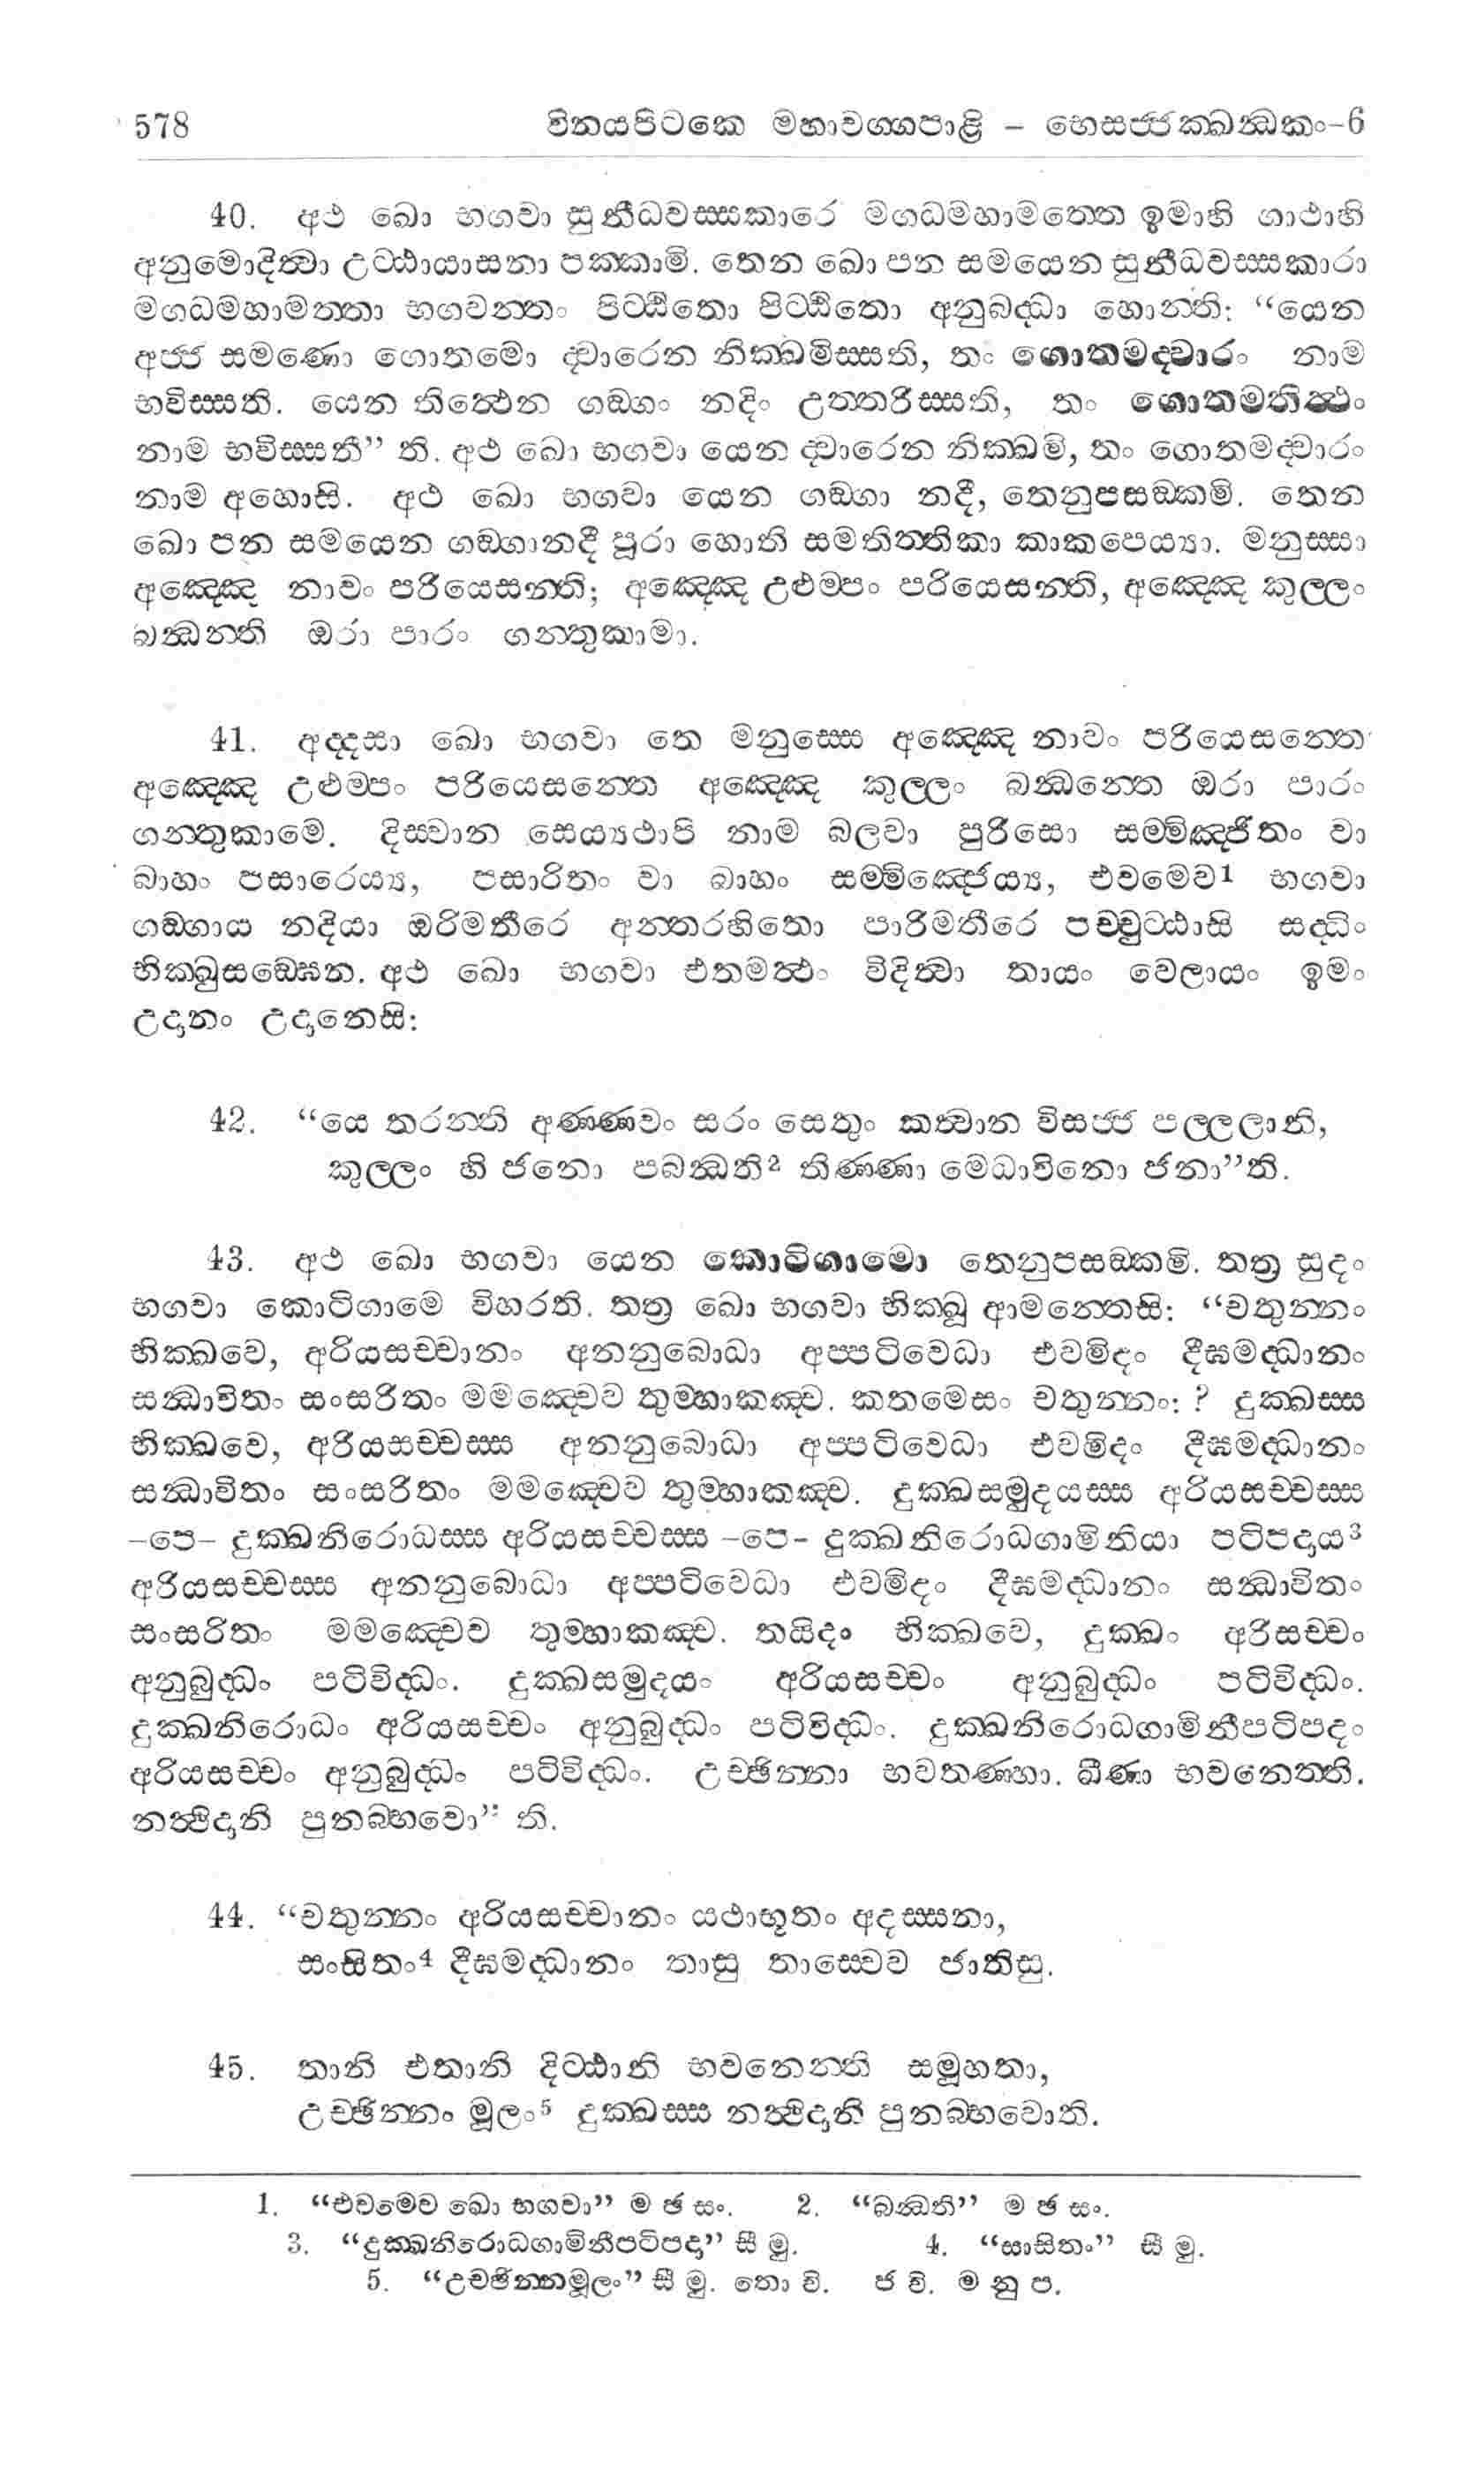 578 විනයපිටකෙ මහාවග්ගපාළි – භෙසජ්ජක්ඛන්ධකං-6
40. අථ ඛො භගවා සුනීධවස්සකාරෙ මගධමහාමත්තෙ ඉමාහි ගාථාහි
අනුමොදිත්වා උට්ඨායාසනා පක්කාමි. තෙන ඛො පන සමයෙන සුනීධවස්සකාරා
මගධමහාමත්තා භගවන්තං පිට්ඨිතො පිට්ඨිතො අනුබද්ධා හොන්ති: “යෙන
අජ්ජ සමණො ගොතමො ද්වාරෙන නික්ඛමිස්සති, තං ගොතමද්වාරං නාම
භවිස්සති. යෙන තිත්ථෙන ගඞ්ගං නදිං උත්තරිස්සති, තං ගොතමතිත්ථං
නාම භවිස්සතී” ති. අථ ඛො භගවා යෙන ද්වාරෙන නික්ඛමි, තං ගොතමද්වාරං
නාම අහොසි. අථ ඛො භගවා යෙන ගඞ්ගා නදී, තෙනුපසඞ්කමි. තෙන
ඛො පන සමයෙන ගඞ්ගානදී පූරා හොති සමතිත්තිකා කාකපෙය්‍යා. මනුස්සා
අඤ්ඤෙ නාවං පරියෙසන්ති; අඤ්ඤෙ උළුම්පං පරියෙසන්ති, අඤ්ඤෙ කුල්ලං
බන්ධන්ති ඔරා පාරං ගන්තුකාමා.
41. අද්දසා ඛො භගවා තෙ මනුස්සෙ අඤ්ඤෙ නාවං පරියෙසන්තෙ
අඤ්ඤෙ උළුම්පං පරියෙසන්තෙ අඤ්ඤෙ කුල්ලං බන්ධන්තෙ ඔරා පාරං
ගන්තුකාමෙ. දිස්වාන සෙය්‍යථාපි නාම බලවා පුරිසො සම්මිඤ්ජිතං වා
බාහං පසාරෙය්‍ය, පසාරිතං වා බාහං සම්මිඤ්ජෙය්‍ය, එවමෙව1 භගවා
ගඞ්ගාය නදියා ඔරිමතීරෙ අන්තරහිතො පාරිමතීරෙ පච්චුට්ඨාසි සද්ධිං
භික්ඛුසඞ්ඝෙන. අථ ඛො භගවා එතමත්ථං විදිත්වා තායං වෙලායං ඉමං
උදානං උදානෙසි:
42. “යෙ තරන්ති අණ්ණවං සරං සෙතුං කත්වාන විසජ්ජ පල්ලලානි,
කුල්ලං හි ජනො පබන්ධති2 තිණ්ණා මෙධාවිනො ජනා”ති.
43. අථ ඛො භගවා යෙන කොටිගාමො තෙනුපසඞ්කමි. තත්‍ර සුදං
භගවා කොටිගාමෙ විහරති. තත්‍ර ඛො භගවා භික්ඛූ ආමන්තෙසි: “චතුන්නං
භික්ඛවෙ, අරියසච්චානං අනනුබොධා අප්පටිවෙධා එවමිදං දීඝමද්ධානං
සන්ධාවිතං සංසරිතං මමඤ්චෙව තුම්හාකඤ්ච. කතමෙසං චතුන්නං: ? දුක්ඛස්ස
භික්ඛවෙ, අරියසච්චස්ස අනනුබොධා අප්පටිවෙධා එවමිදං දීඝමද්ධානං
සන්ධාවිතං සංසරිතං මමඤ්චෙව තුම්හාකඤ්ච. දුක්ඛසමුදයස්ස අරියසච්චස්ස
–පෙ– දුක්ඛනිරොධස්ස අරියසච්චස්ස –පෙ– දුක්ඛනිරොධගාමිනියා පටිපදාය3
අරියසච්චස්ස අනනුබොධා අප්පටිවෙධා එවමිදං දීඝමද්ධානං සන්ධාවිතං
සංසරිතං මමඤ්චෙව තුම්හාකඤ්ච. තයිදං භික්ඛවෙ, දුක්ඛං අරිසච්චං
අනුබුද්ධං පටිවිද්ධං. දුක්ඛසමුදයං අරියසච්චං අනුබුද්ධං පටිවිද්ධං.
දුක්ඛනිරොධං අරියසච්චං අනුබුද්ධං පටිවිද්ධං. දුක්ඛනිරොධගාමිනීපටිපදං
අරියසච්චං අනුබුද්ධං පටිවිද්ධං. උච්ඡින්නා භවතණ්හා. ඛීණා භවනෙත්ති.
නත්ථිදානි පුනබ්භවො” ති.
44. “චතුන්නං අරියසච්චානං යථාභූතං අදස්සනා,
සංසිතං4 දීඝමද්ධානං තාසු තාස්වෙව ජාතිසු.
45. තානි එතානි දිට්ඨානි භවනෙත්ති සමූහතා,
උච්ඡින්නං මූලං5 දුක්ඛස්ස නත්ථිදානි පුනබ්භවොති.
1. “එවමෙව ඛො භගවා” ම ඡ සං. 2. “බන්ධති” ම ඡ සං.
3. “දුක්ඛනිරොධගාමිනීපටිපදා” සී මු. 4. “සාසිතං” සී මු.
5. “උච්ඡින්නමූලං” සී මු. තො වි. ජ වි. ම නු ප.